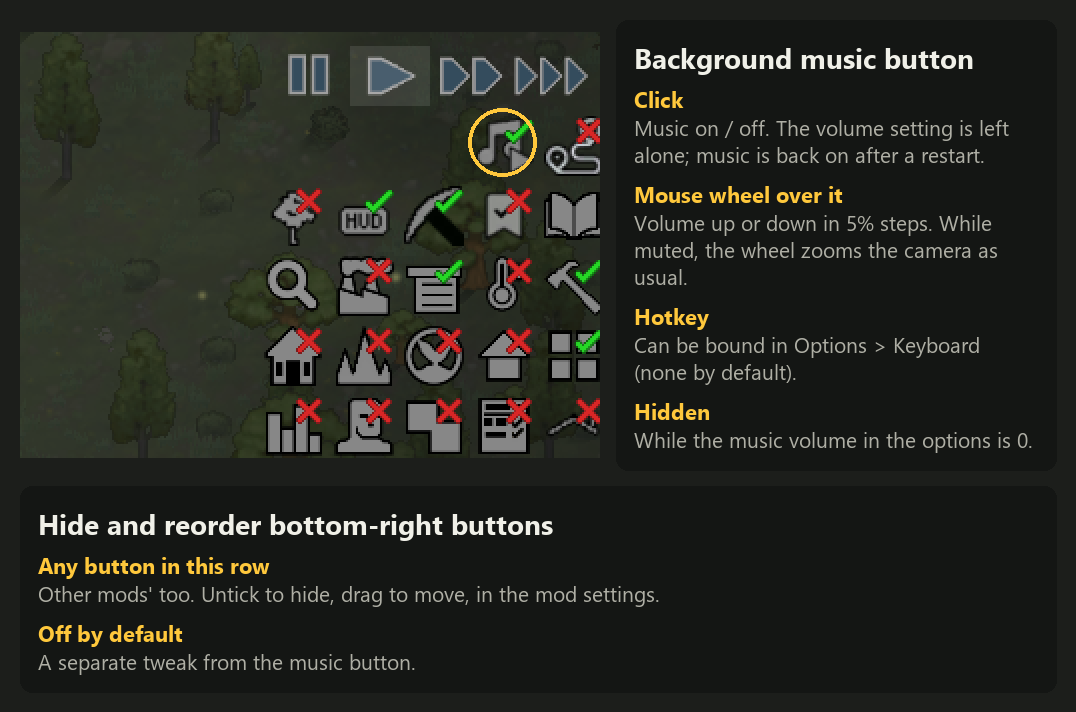 HUD
Background music button
Click
Music on / off. The volume setting is left
alone; music is back on after a restart.
Mouse wheel over it
Volume up or down in 5% steps. While
muted, the wheel zooms the camera as
usual.
Hotkey
Can be bound in Options > Keyboard
(none by default).
Hidden
While the music volume in the options is 0.
Hide and reorder bottom-right buttons
Any button in this row
Other mods' too. Untick to hide, drag to move, in the mod settings.
Off by default
A separate tweak from the music button.